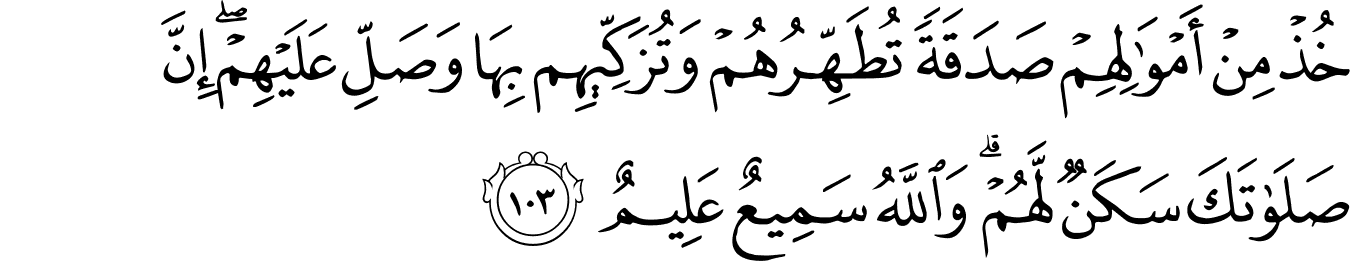 خُذۡ مِنۡ أَمۡوَٰلِهِمۡ صَدَقَةٗ تُطَهِّرُهُمۡ وَتُزَكِّيهِم بِهَا وَصَلِّ عَلَيۡهِمۡۖ إِنَّ
صَلَوٰتَكَ سَكَنٞ لَّهُمۡۗ وَٱللَّهُ سَمِيعٌ عَلِيمٌ ١٠٣